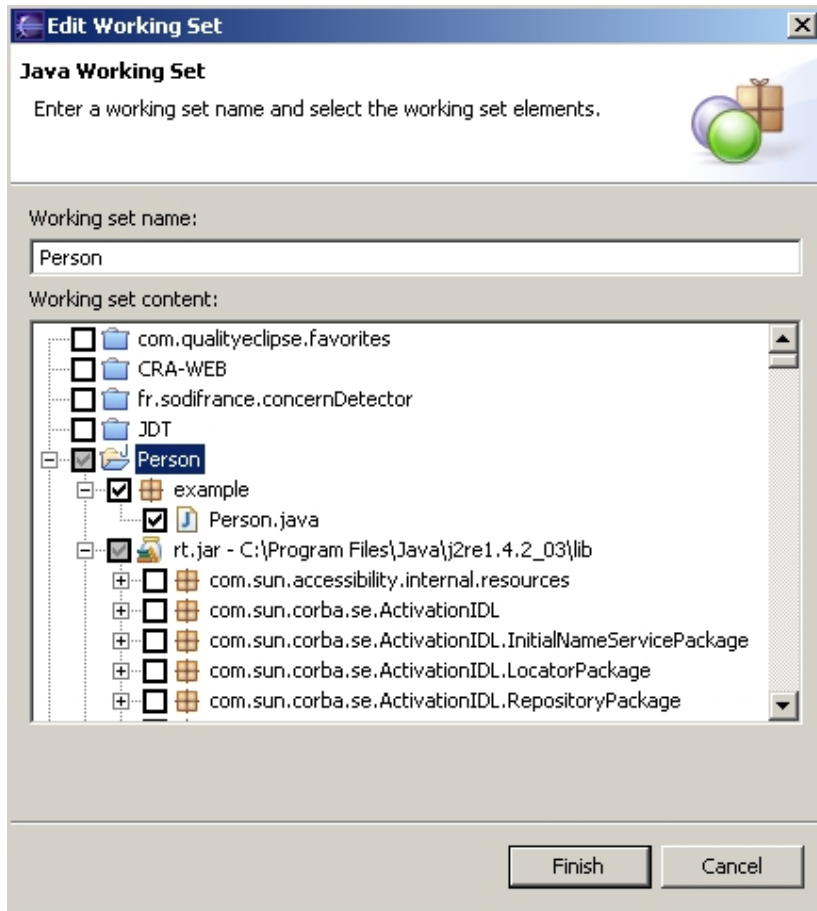 Edit Working Set
Java Working Set
Enter a working set name and select the working set elements.
Working set name:
Person
Working set content:
com.qualityeclipse.favorites
CRA-WEB
fr.sodifrance.concernDetector
JDT
Person
example
Person.java
rt.jar - C:\Program Files\Java\j2re1.4.2_03\lib
com.sun.accessibility.internal.resources
com.sun.corba.se.ActivationIDL
com.sun.corba.se.ActivationIDL.InitialNameServicePackage
com.sun.corba.se.ActivationIDL.LocatorPackage
com.sun.corba.se.ActivationIDL.RepositoryPackage
Finish Cancel